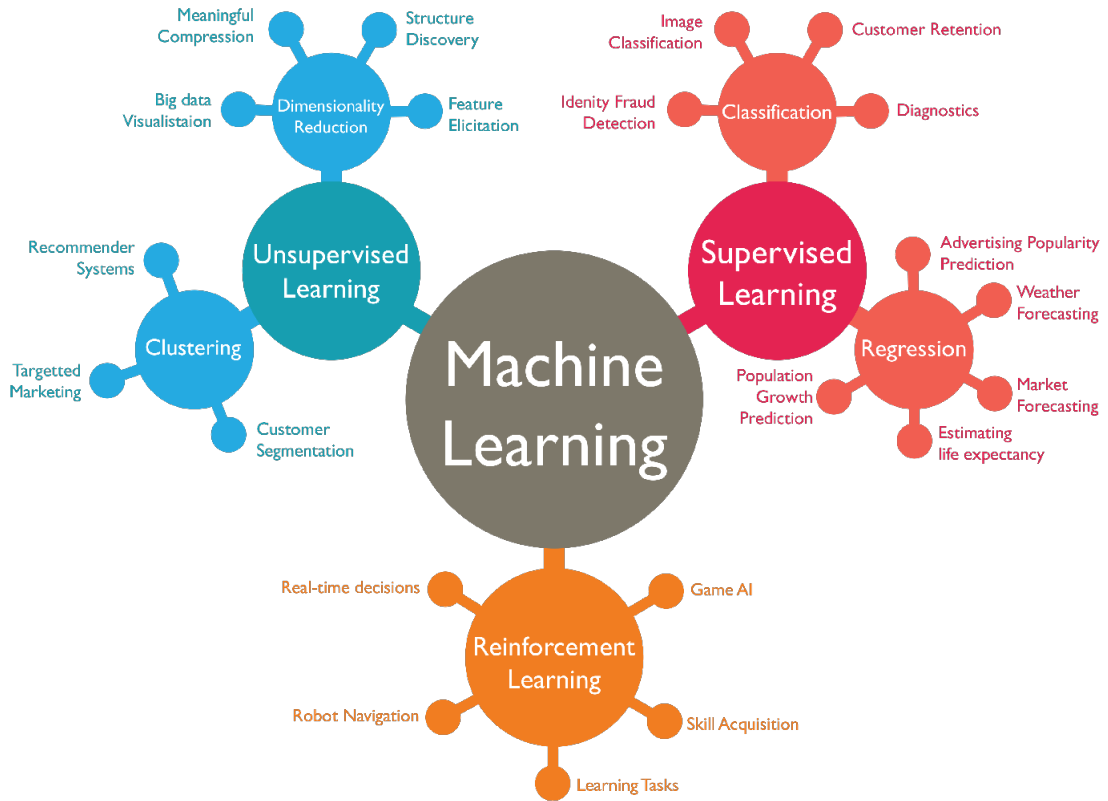 Meaningful
Compression
Structure
Discovery
Big data
Visualistaion
Dimensionality
Reduction
Feature
Elicitation
Image
Classification
Customer Retention
Idenity Fraud
Detection
Classification
Diagnostics
Unsupervised
Learning
Supervised
Learning
Recommender
Systems
Clustering
Targetted
Marketing
Customer
Segmentation
Advertising Popularity
Prediction
Weather
Forecasting
Regression
Population
Growth
Prediction
Market
Forecasting
Estimating
life expectancy
Machine
Learning
Real-time decisions
Game AI
Reinforcement
Learning
Robot Navigation
Skill Acquisition
Learning Tasks